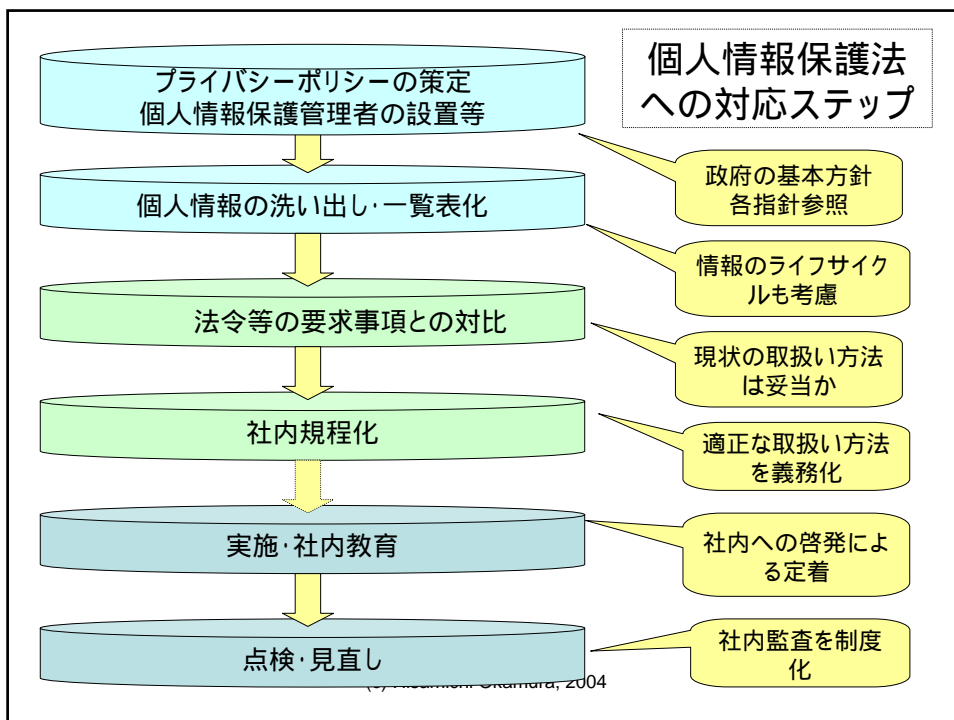 個人情報保護法
への対応ステップ
プライバシーポリシーの策定
個人情報保護管理者の設置等
政府の基本方針
各指針参照
個人情報の洗い出し・一覧表化
情報のライフサイク
ルも考慮
法令等の要求事項との対比
現状の取扱い方法
は妥当か
社内規程化
適正な取扱い方法
を義務化
実施・社内教育
社内への啓発によ
る定着
点検・見直し
社内監査を制度
化
(c) Hisamichi Okamura, 2004